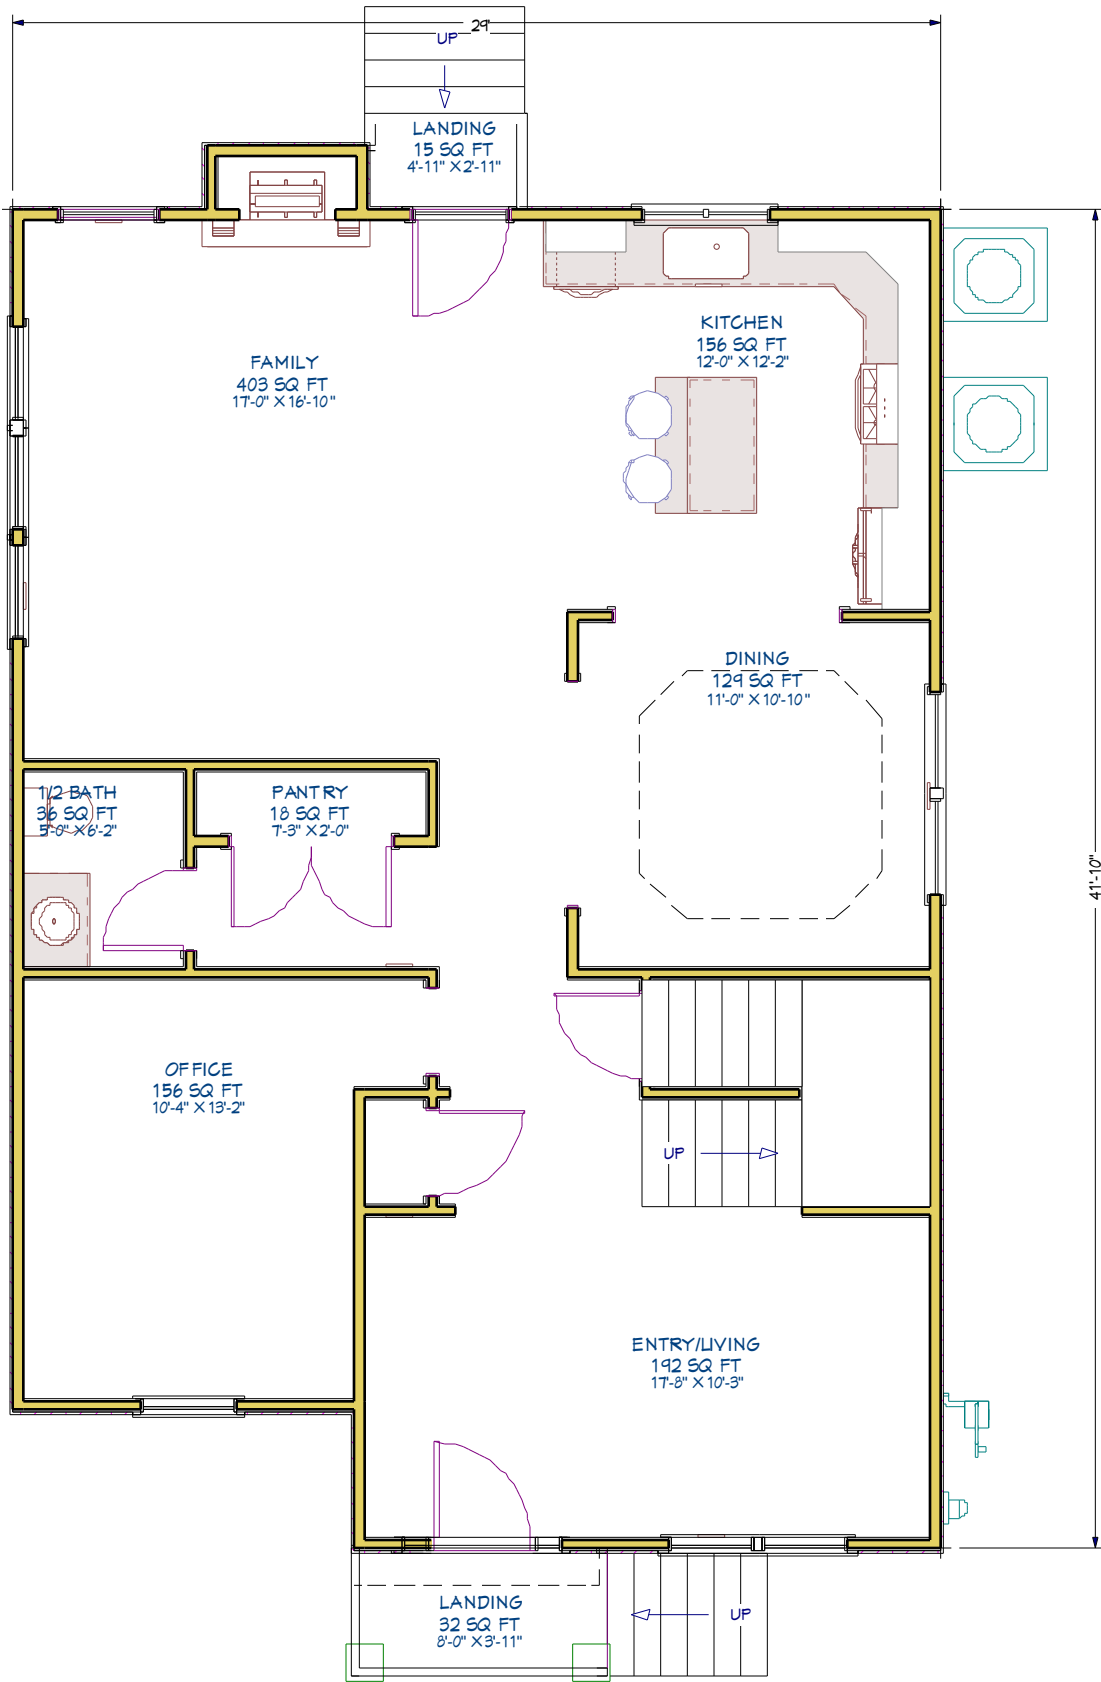 29'
UP
LANDING
15 SQ FT
4'-11" X 2'-11"
KITCHEN
156 SQ FT
12'-0" X 12'-2"
FAMILY
403 SQ FT
17'-0" X 16'-10"
DINING
129 SQ FT
11'-0" X 10'-10"
1/2 BATH
36 SQ FT
5'-0" X 6'-2"
PANTRY
18 SQ FT
7'-3" X 2'-0"
41'-10"
OFFICE
156 SQ FT
10'-4" X 13'-2"
UP
ENTRY/LIVING
192 SQ FT
17'-8" X 10'-3"
LANDING
32 SQ FT
8'-0" X 3'-11"
UP